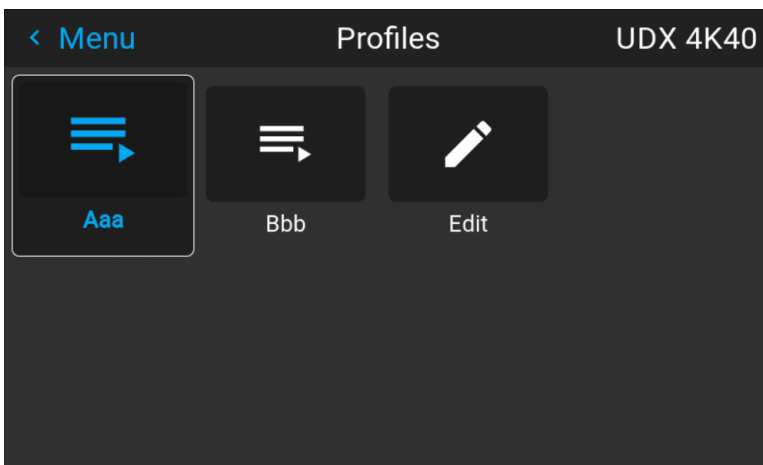 Menu
Profiles
UDX 4K40
Aaa
Bbb
Edit